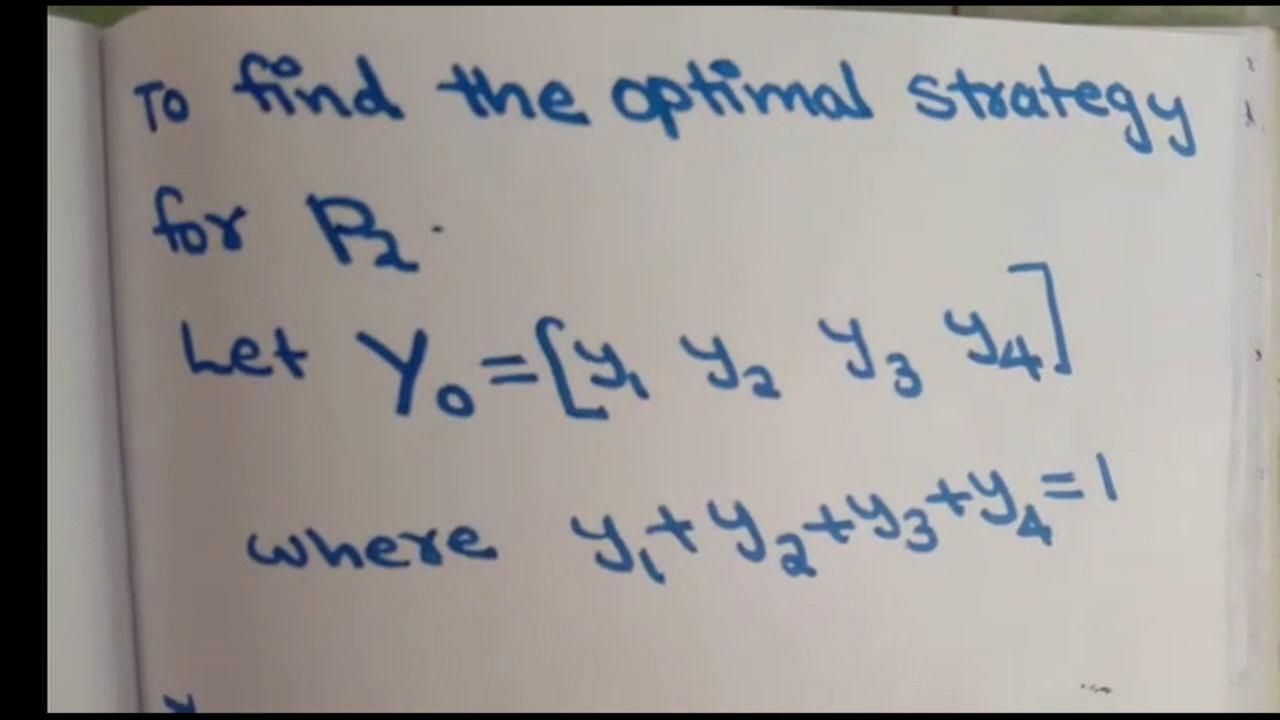 To find the optimal strategy
for P₂.
Let Y₀ = [y₁ y₂ y₃ y₄]
where y₁+y₂+y₃+y₄=1